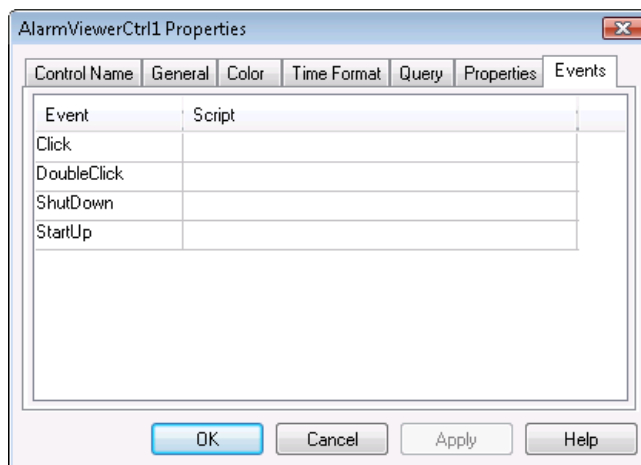 AlarmViewerCtrl1 Properties
Control Name General Color Time Format Query Properties Events
Event Script
Click
DoubleClick
ShutDown
StartUp
OK Cancel Apply Help